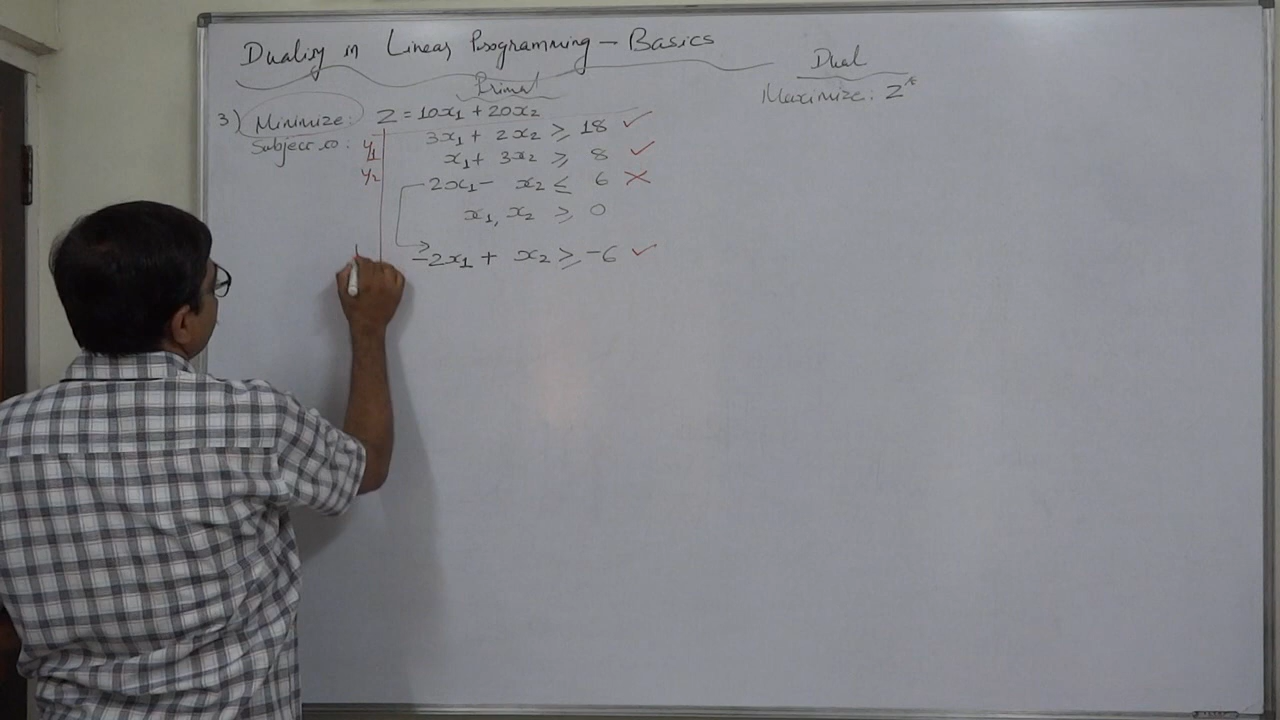 Duality in Linear Programming - Basics
Primal
3) Minimize: Z = 10x₁ + 20x₂
Subject to:
y₁ 3x₁ + 2x₂ ≥ 18 ✓
y₂ x₁ + 3x₂ ≥ 8 ✓
2x₁ - x₂ ≤ 6 ✗
x₁, x₂ ≥ 0
-2x₁ + x₂ ≥ -6 ✓
Dual
Maximize: Z*